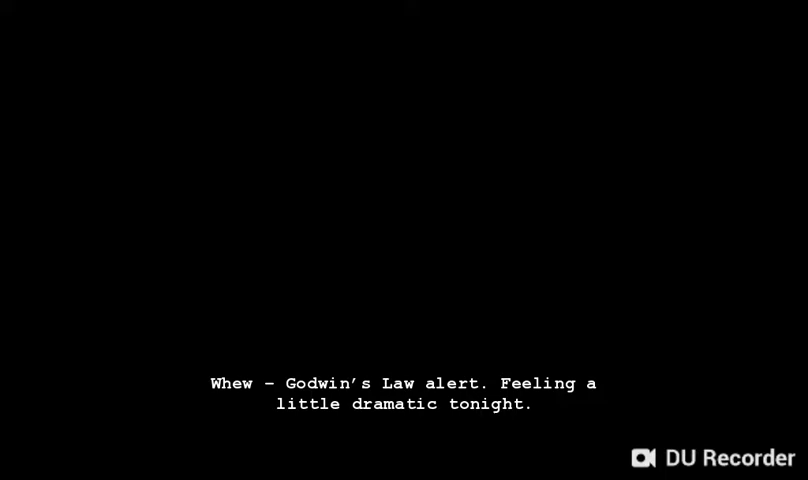 Whew – Godwin’s Law alert. Feeling a
little dramatic tonight.
DU Recorder